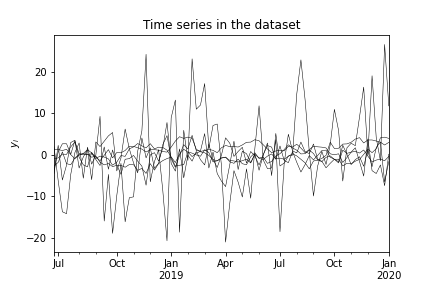 Time series in the dataset
20
10
0
−10
−20
y_i
Jul
Oct
Jan
2019
Apr
Jul
Oct
Jan
2020